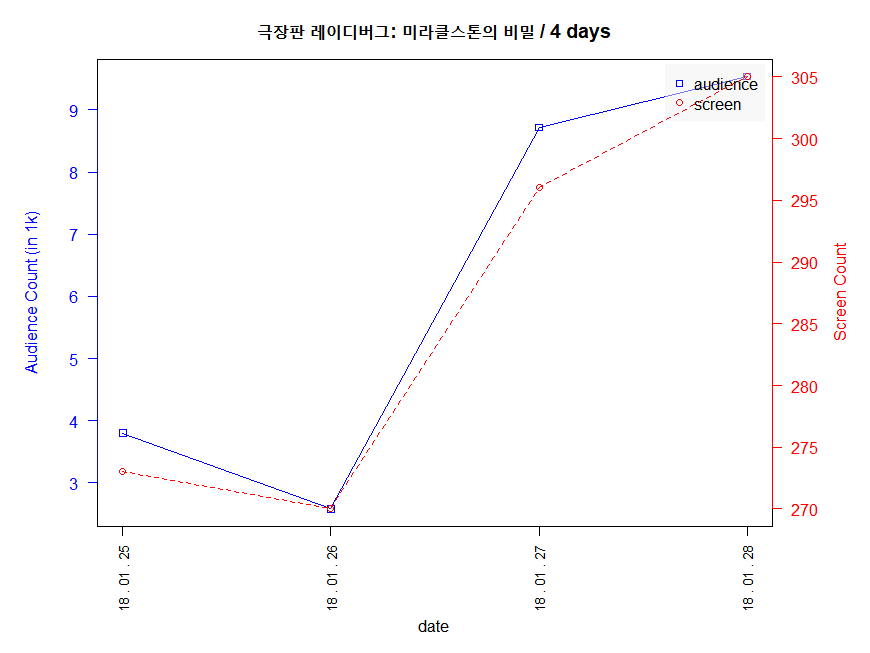 극장판 레이디버그: 미라클스톤의 비밀 / 4 days
audience
screen
Audience Count (in 1k)
9
8
7
6
5
4
3
305
300
295
290
285
280
275
270
Screen Count
18 . 01 . 25
18 . 01 . 26
18 . 01 . 27
18 . 01 . 28
date